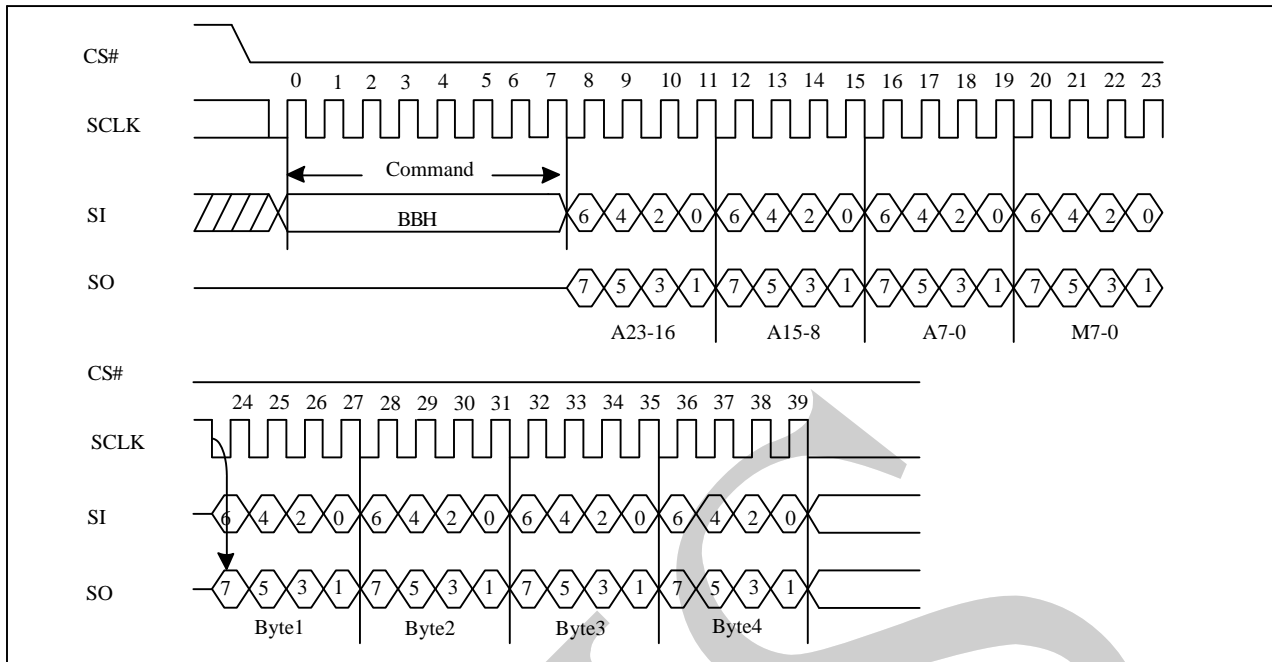 CS#
0 1 2 3 4 5 6 7 8 9 10 11 12 13 14 15 16 17 18 19 20 21 22 23
SCLK
Command
SI BBH 6 4 2 0 6 4 2 0 6 4 2 0 6 4 2 0
SO 7 5 3 1 7 5 3 1 7 5 3 1 7 5 3 1
A23-16 A15-8 A7-0 M7-0
CS#
24 25 26 27 28 29 30 31 32 33 34 35 36 37 38 39
SCLK
SI 6 4 2 0 6 4 2 0 6 4 2 0 6 4 2 0
SO 7 5 3 1 7 5 3 1 7 5 3 1 7 5 3 1
Byte1 Byte2 Byte3 Byte4